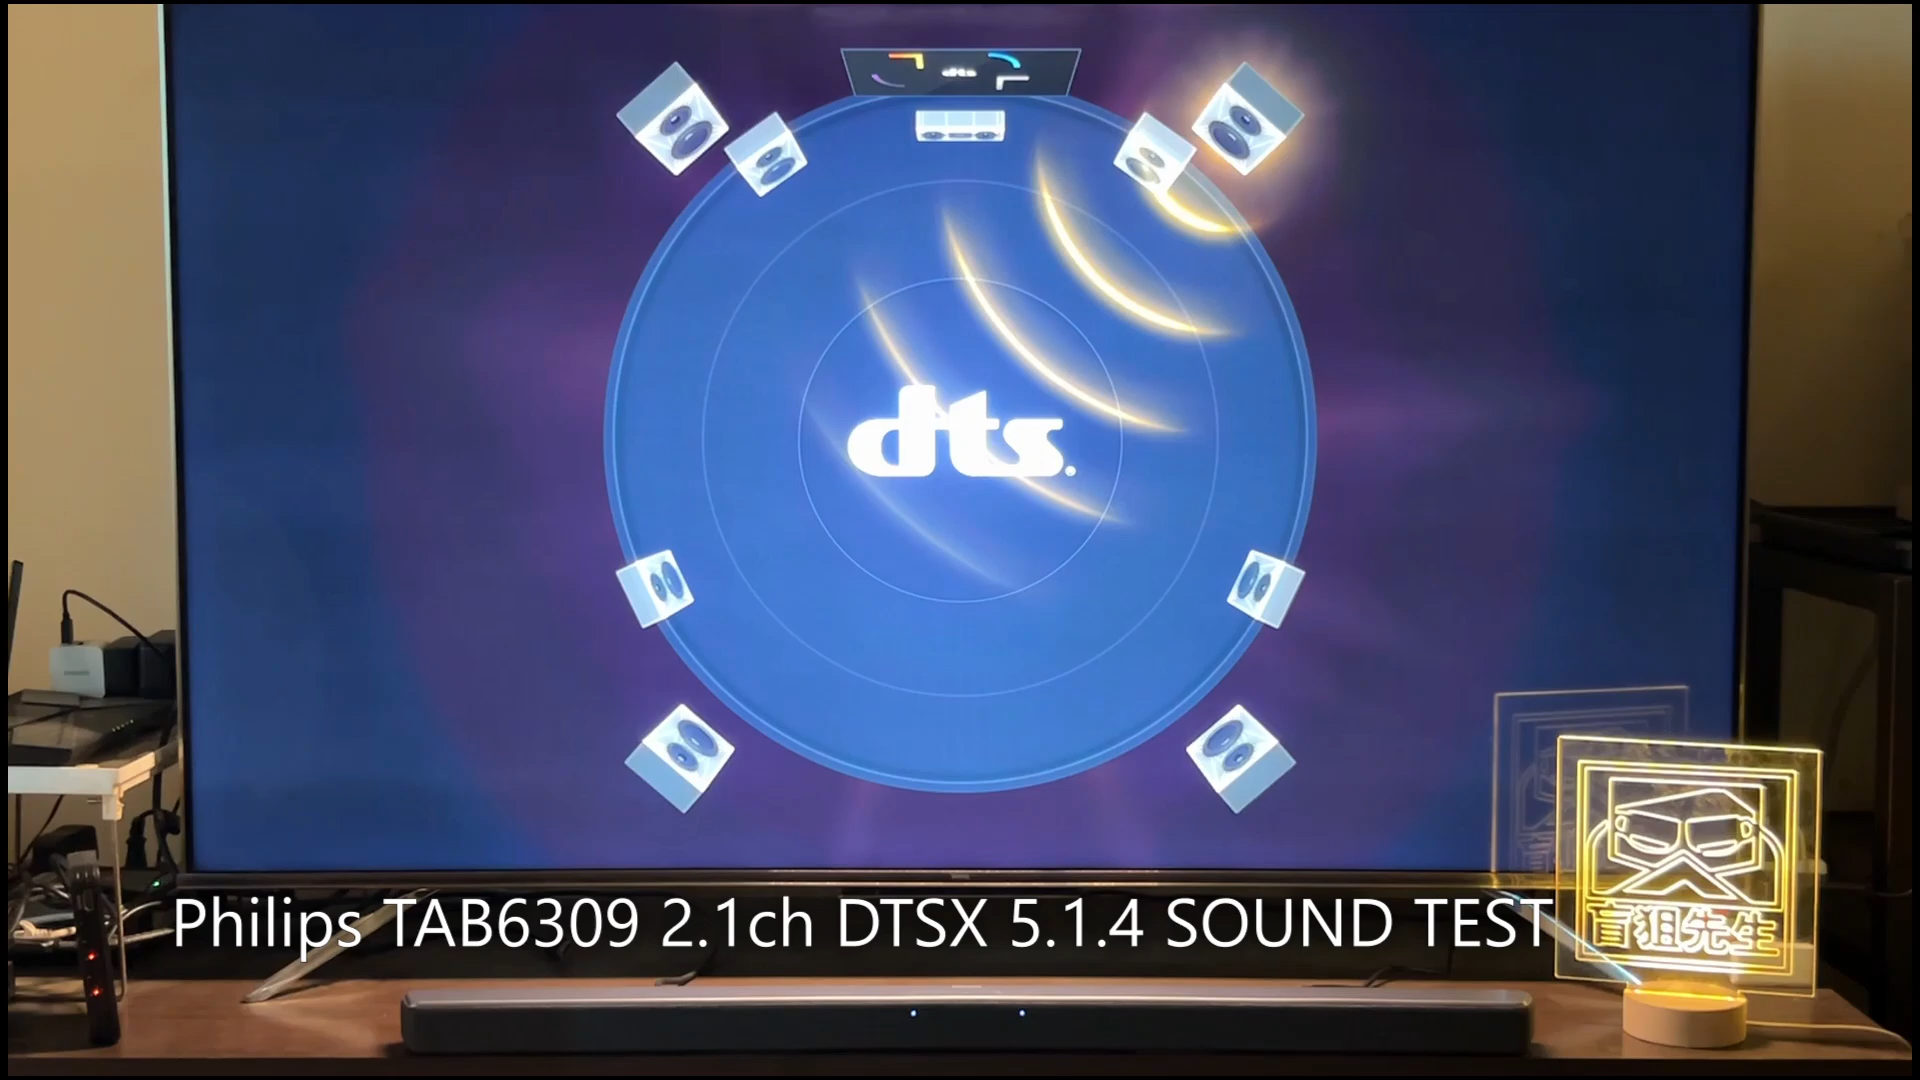 dts
dts.
Philips TAB6309 2.1ch DTSX 5.1.4 SOUND TEST
盲狙先生